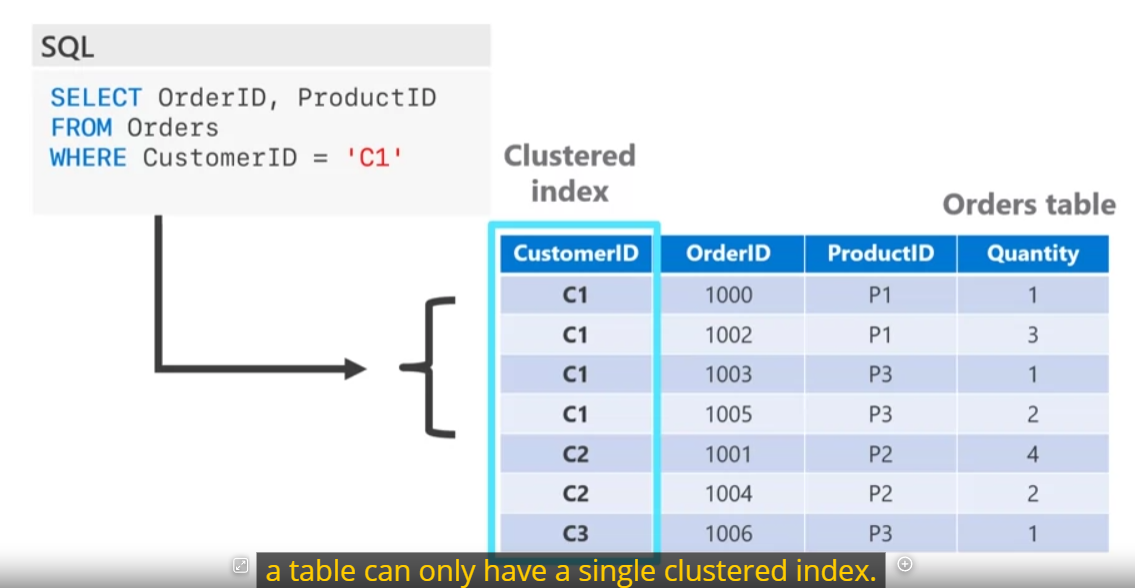 SQL
SELECT OrderID, ProductID
FROM Orders
WHERE CustomerID = 'C1'
Clustered
index
Orders table
CustomerID OrderID ProductID Quantity
C1 1000 P1 1
C1 1002 P1 3
C1 1003 P3 1
C1 1005 P3 2
C2 1001 P2 4
C2 1004 P2 2
C3 1006 P3 1
a table can only have a single clustered index.